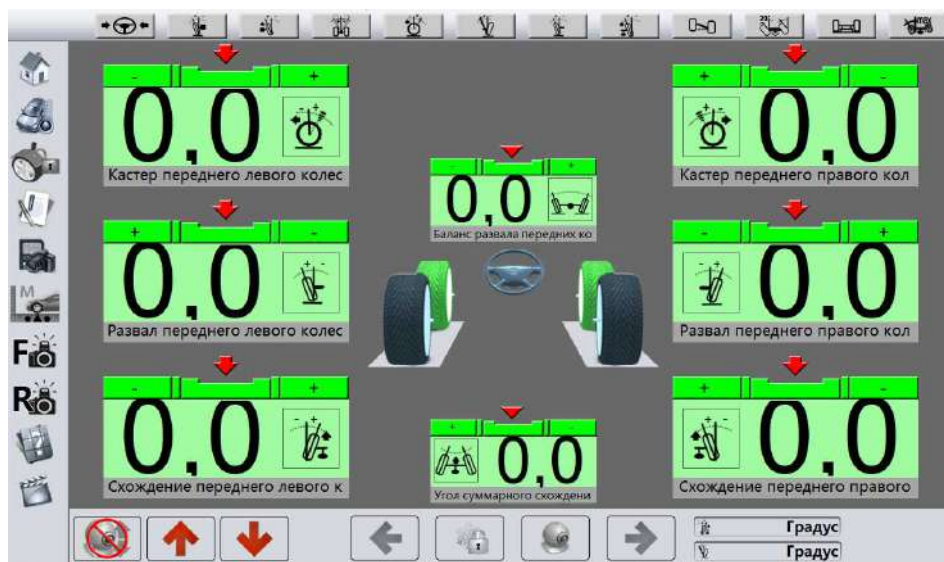 - +
0,0
Кастер переднего левого колес
+ -
0,0
Кастер переднего правого кол
- +
0,0
Баланс развала передних ко
+ -
0,0
Развал переднего левого колес
- +
0,0
Развал переднего правого кол
- +
0,0
Схождение переднего левого к
+ -
0,0
Угол суммарного схождени
+ -
0,0
Схождение переднего правого
M
F
R
?
Градус
Градус